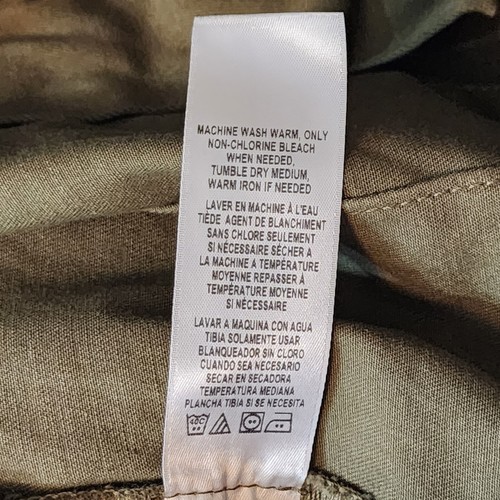 MACHINE WASH WARM, ONLY
NON-CHLORINE BLEACH
WHEN NEEDED,
TUMBLE DRY MEDIUM,
WARM IRON IF NEEDED
LAVER EN MACHINE À L'EAU
TIÈDE AGENT DE BLANCHIMENT
SANS CHLORE SEULEMENT
SI NÉCESSAIRE SÉCHER A
LA MACHINE A TEMPÉRATURE
MOYENNE REPASSER À
TEMPÉRATURE MOYENNE
SI NÉCESSAIRE
LAVAR A MAQUINA CON AGUA
TIBIA SOLAMENTE USAR
BLANQUEADOR SIN CLORO
CUANDO SEA NECESARIO
SECAR EN SECADORA
TEMPERATURA MEDIANA
PLANCHA TIBIA SI SE NECESITA
40C